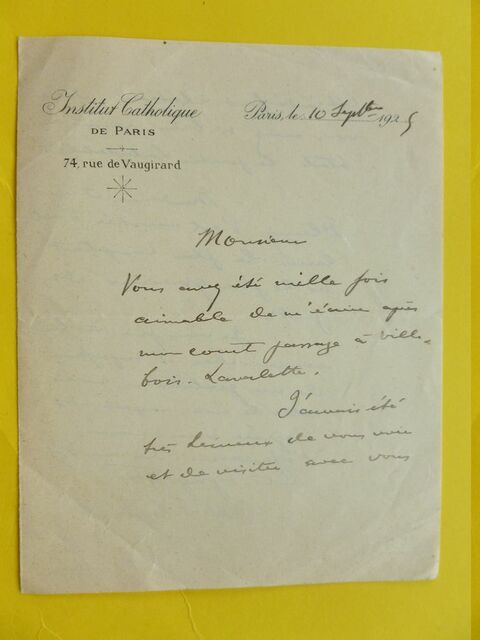 Institut Catholique
DE PARIS
74, rue de Vaugirard
Paris, le 10 Septbre 1925
Monsieur
Vous avez été mille fois
aimable de m'écrire après
mon court passage à Ville-
bois-Lavalette.
J'aurais été
très heureux de vous voir
et de visiter avec vous